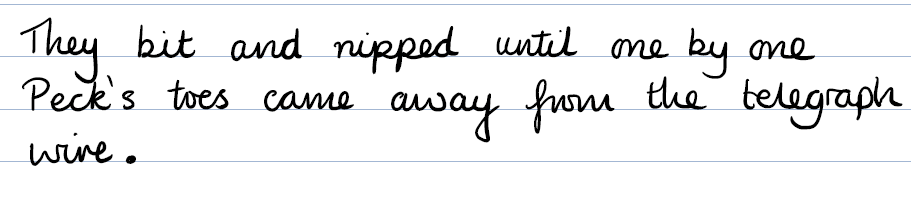 They bit and nipped until one by one
Peck's toes came away from the telegraph
wire.